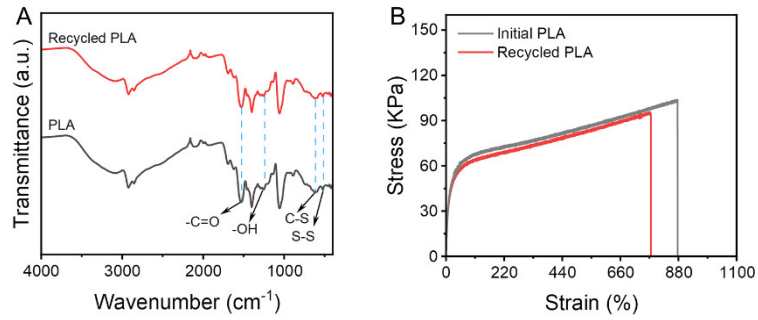 A
Recycled PLA
PLA
-C=O
-OH
C-S
S-S
4000 3000 2000 1000
Wavenumber (cm⁻¹)
Transmittance (a.u.)
B
Initial PLA
Recycled PLA
150
120
90
60
30
0
0 220 440 660 880 1100
Strain (%)
Stress (KPa)